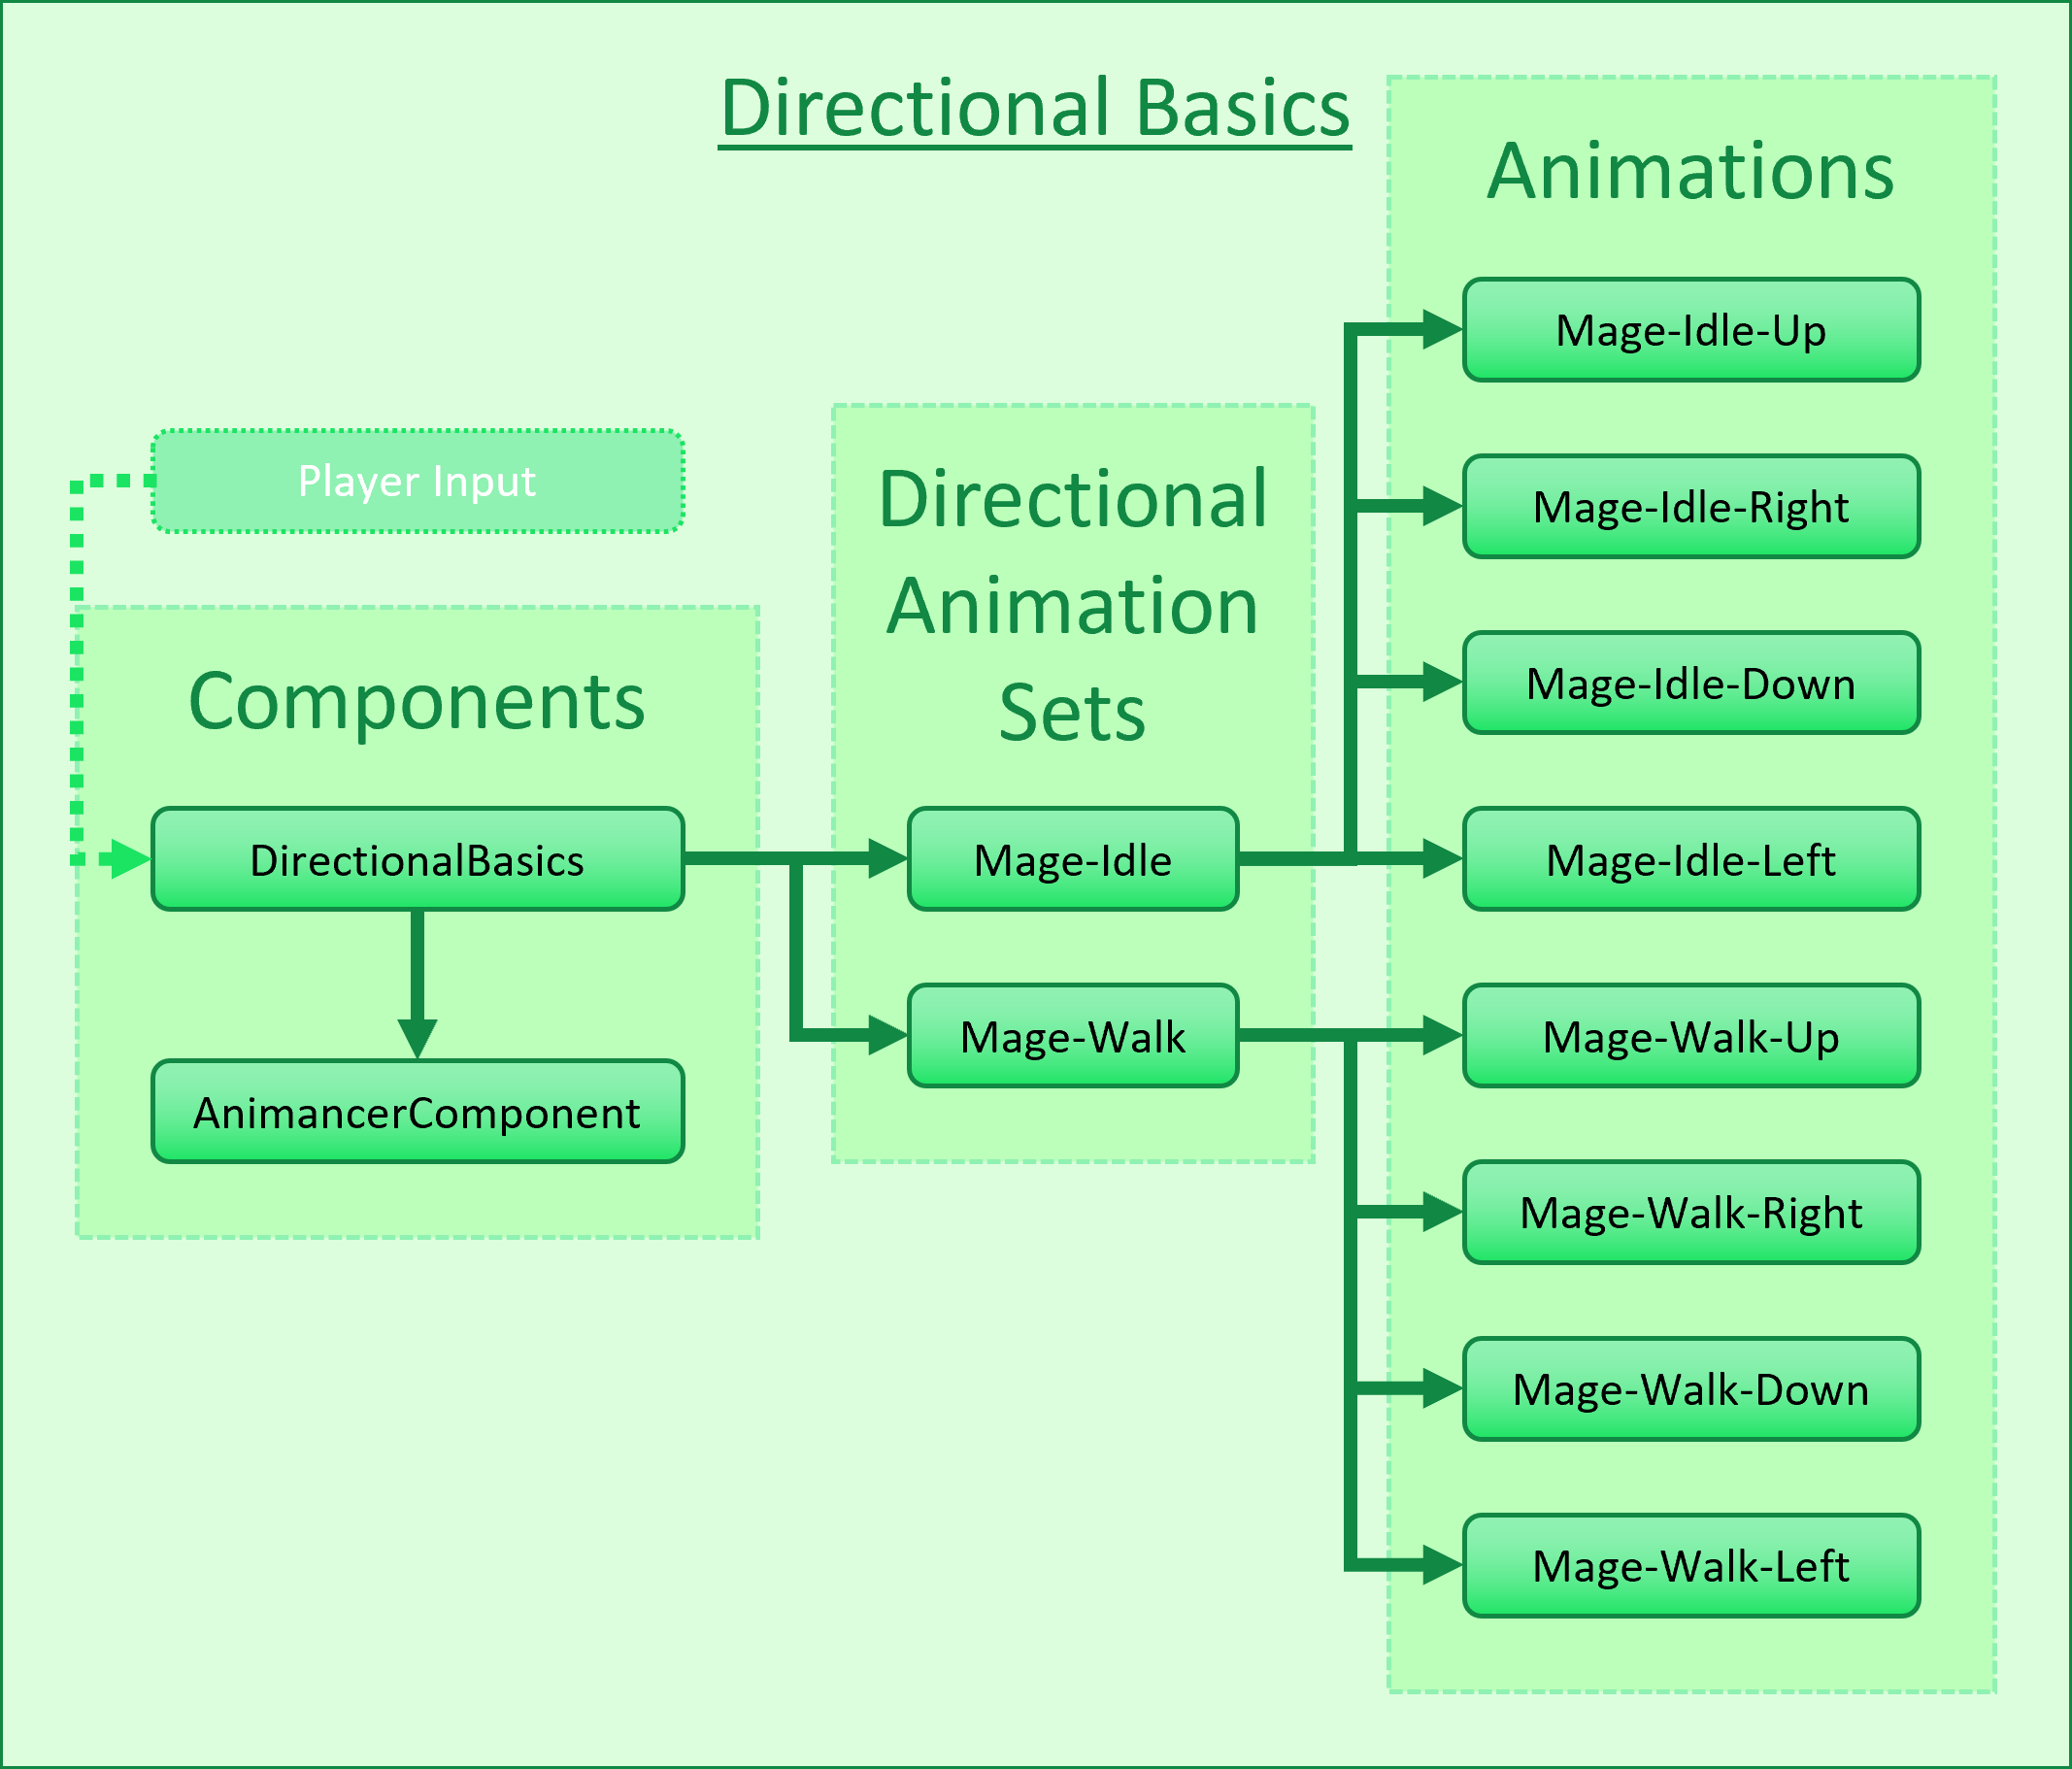 Directional Basics
Player Input
Components
DirectionalBasics
AnimancerComponent
Directional
Animation
Sets
Mage-Idle
Mage-Walk
Animations
Mage-Idle-Up
Mage-Idle-Right
Mage-Idle-Down
Mage-Idle-Left
Mage-Walk-Up
Mage-Walk-Right
Mage-Walk-Down
Mage-Walk-Left